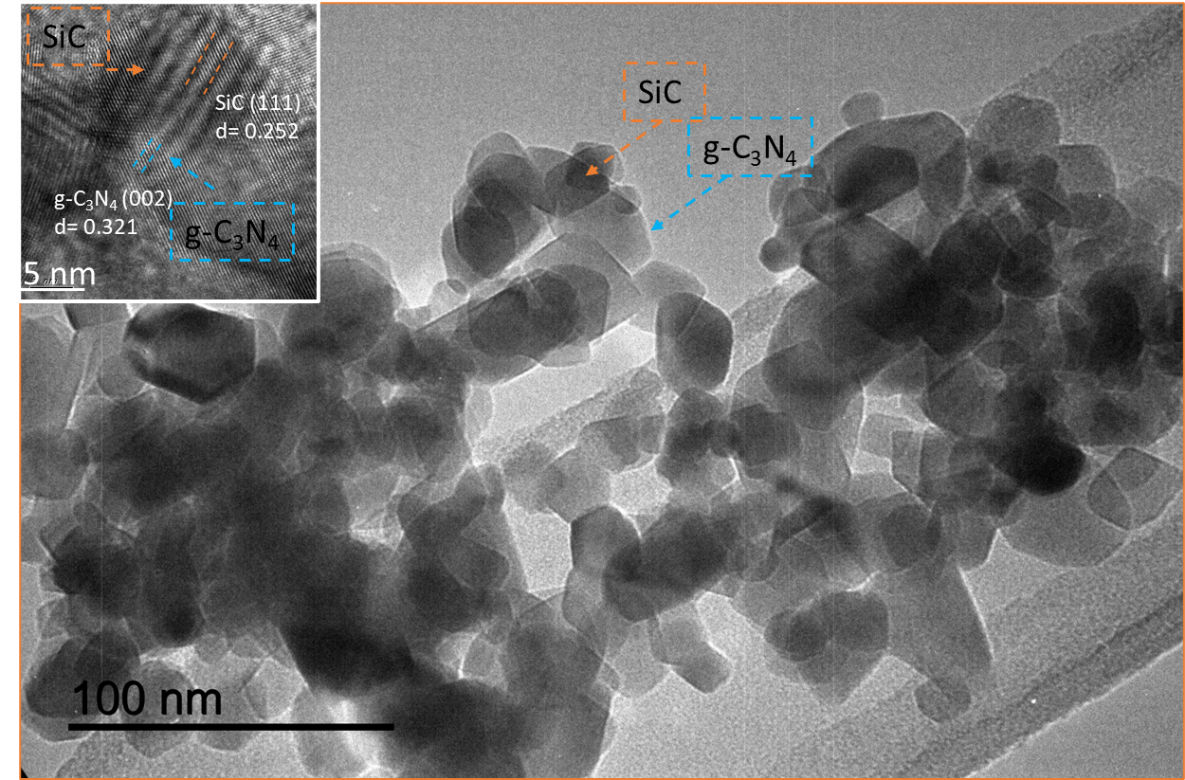 SiC
SiC (111)
d= 0.252
g-C₃N₄ (002)
d= 0.321
g-C₃N₄
5 nm
SiC
g-C₃N₄
100 nm